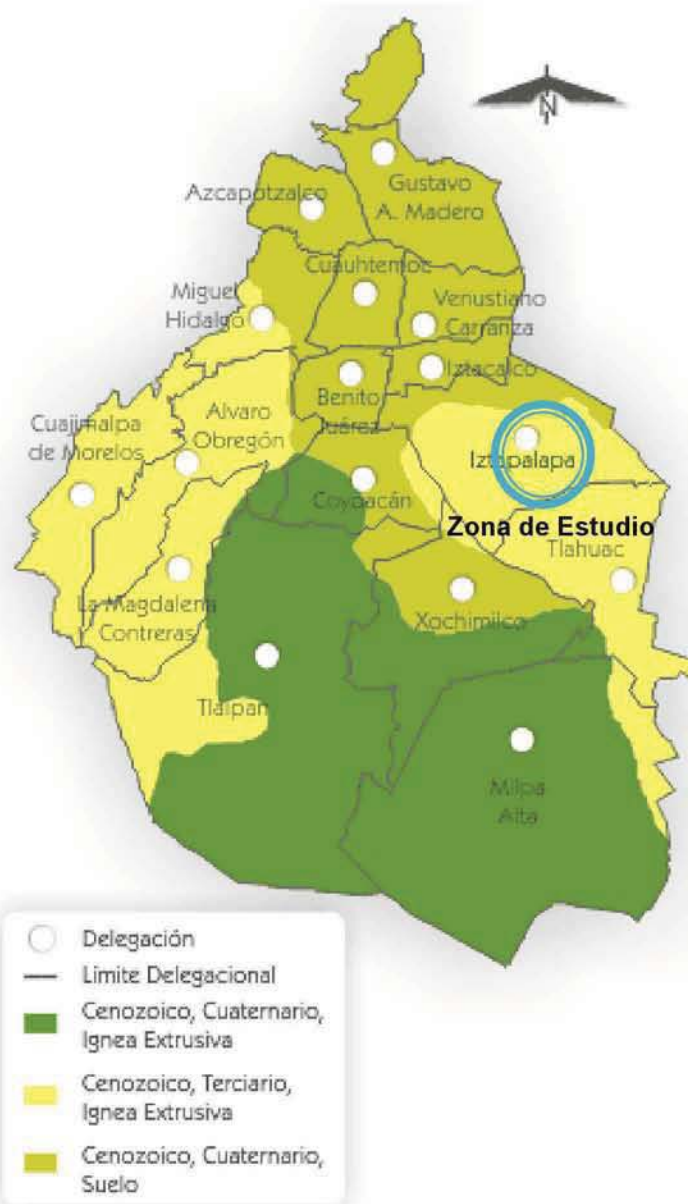 N
Gustavo
A. Madero
Azcapotzalco
Cuauhtemoc
Miguel
Hidalgo
Venustiano
Carranza
Iztacalco
Benito
Juárez
Alvaro
Obregón
Cuajimalpa
de Morelos
Iztapalapa
Coyoacán
Zona de Estudio
Tlahuac
La Magdalena
Contreras
Xochimilco
Tlalpan
Milpa
Alta
Delegación
Límite Delegacional
Cenozoico, Cuaternario,
Ignea Extrusiva
Cenozoico, Terciario,
Ignea Extrusiva
Cenozoico, Cuaternario,
Suelo